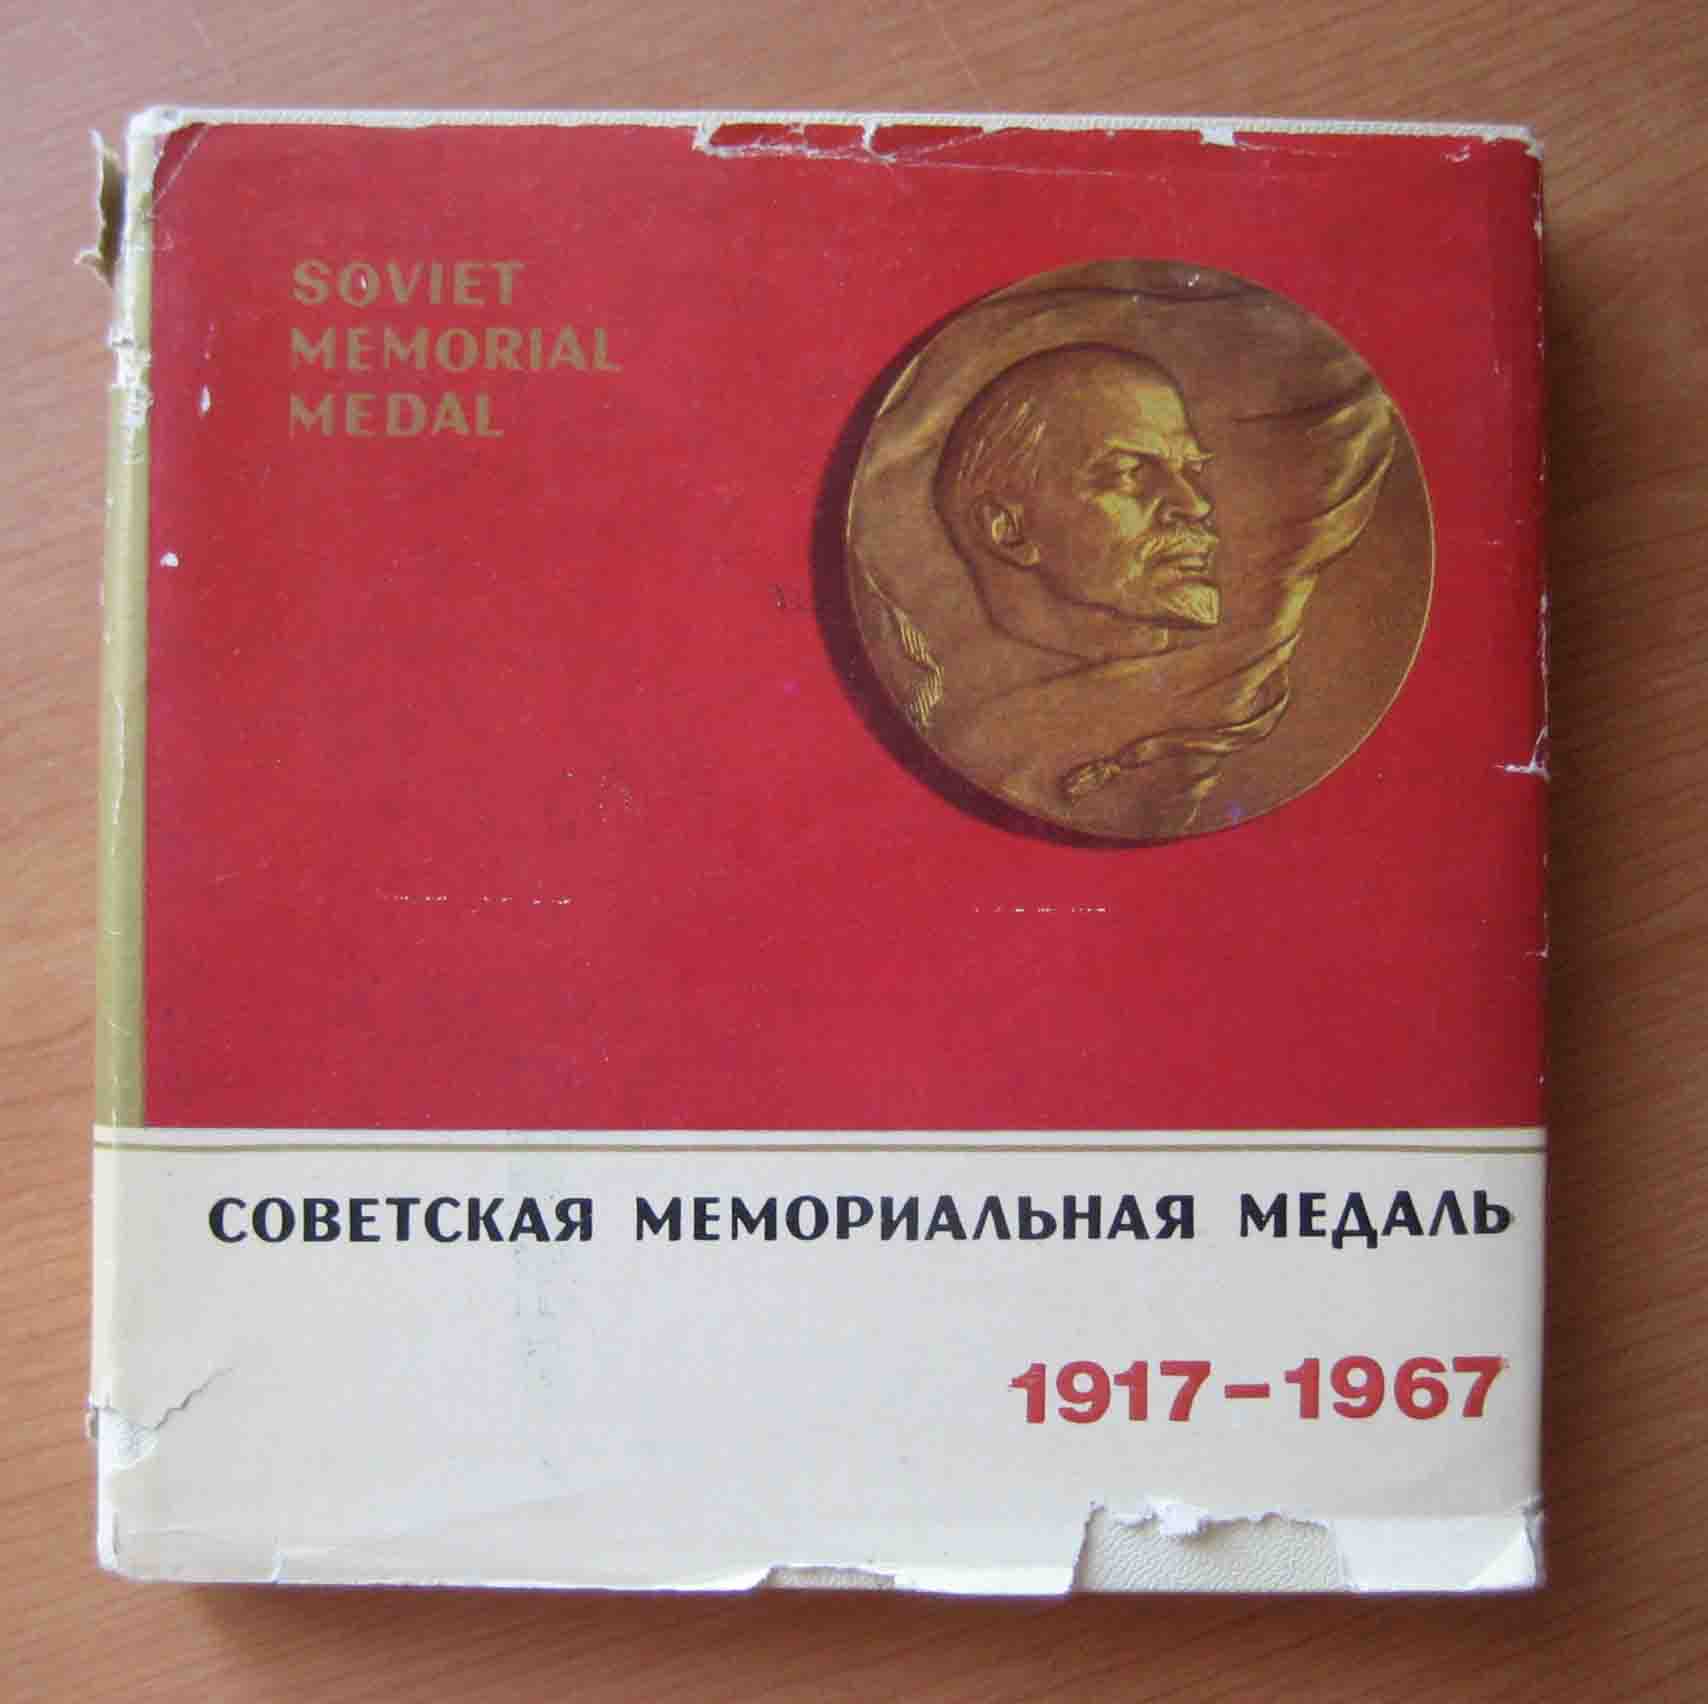 SOVIET
MEMORIAL
MEDAL
СОВЕТСКАЯ МЕМОРИАЛЬНАЯ МЕДАЛЬ
1917-1967